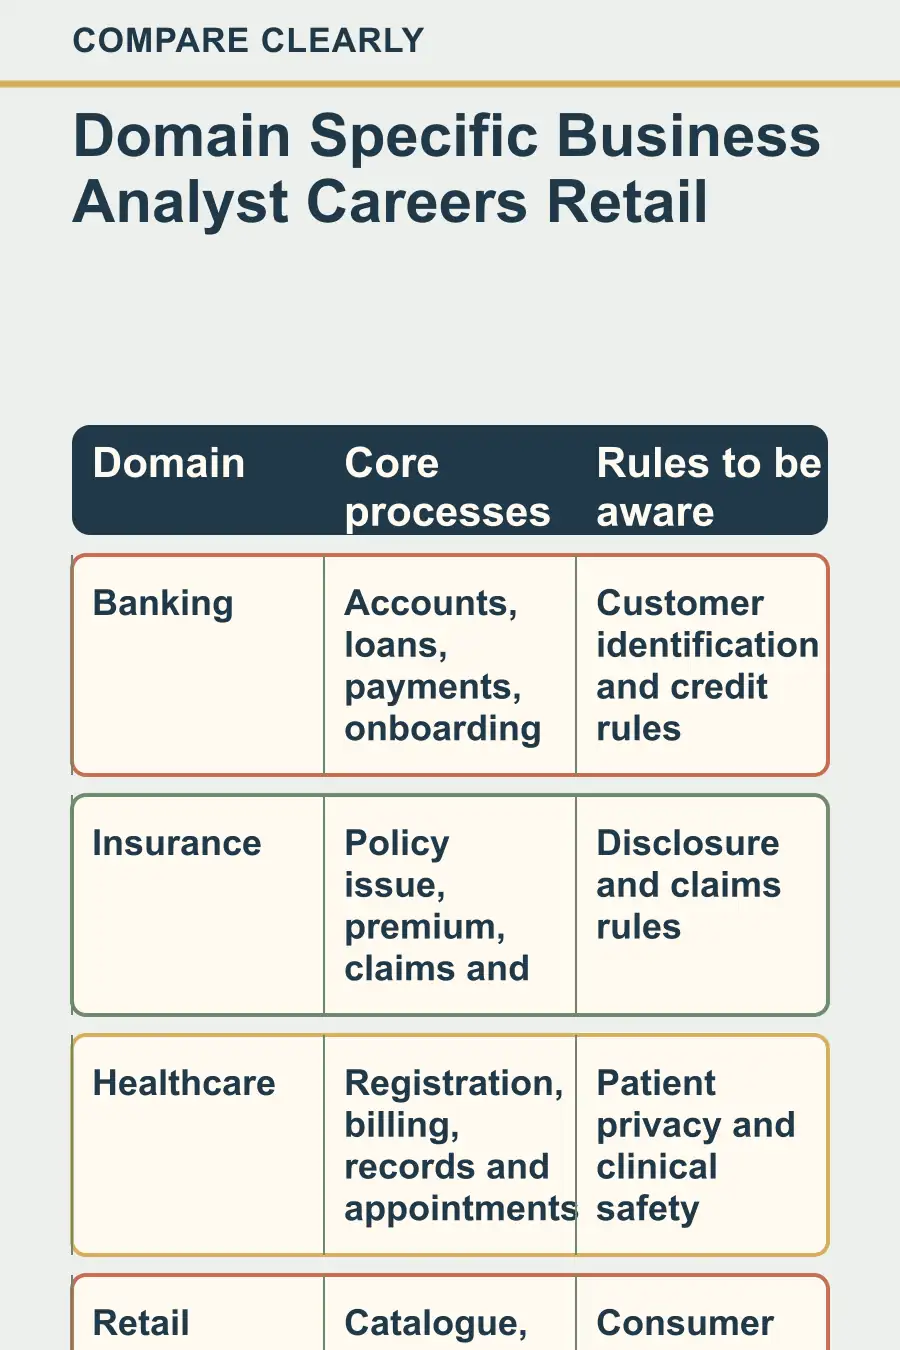 COMPARE CLEARLY
Domain Specific Business
Analyst Careers Retail
Domain
Core
processes
Rules to be
aware
Banking
Accounts,
loans,
payments,
onboarding
Customer
identification
and credit
rules
Insurance
Policy
issue,
premium,
claims and
Disclosure
and claims
rules
Healthcare
Registration,
billing,
records and
appointments
Patient
privacy and
clinical
safety
Retail
Catalogue,
Consumer